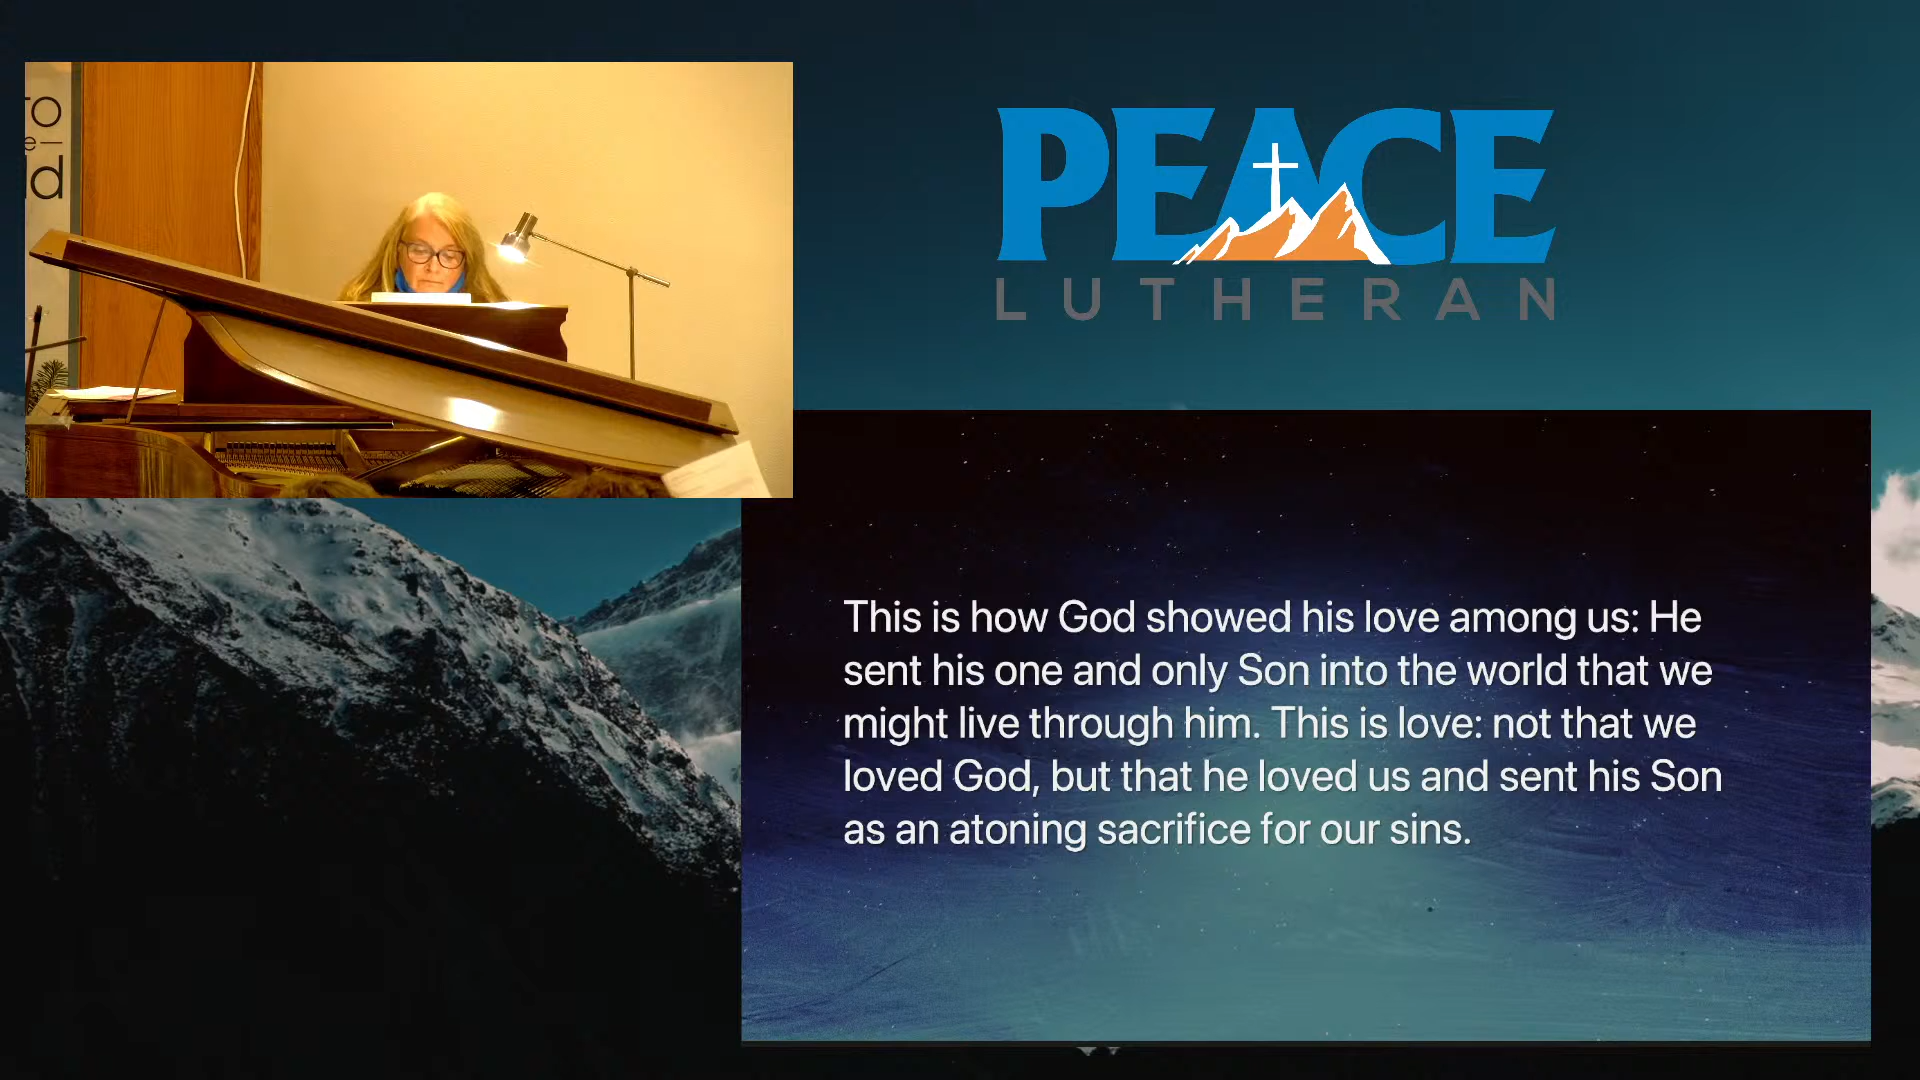 PEACE
LUTHERAN
This is how God showed his love among us: He
sent his one and only Son into the world that we
might live through him. This is love: not that we
loved God, but that he loved us and sent his Son
as an atoning sacrifice for our sins.